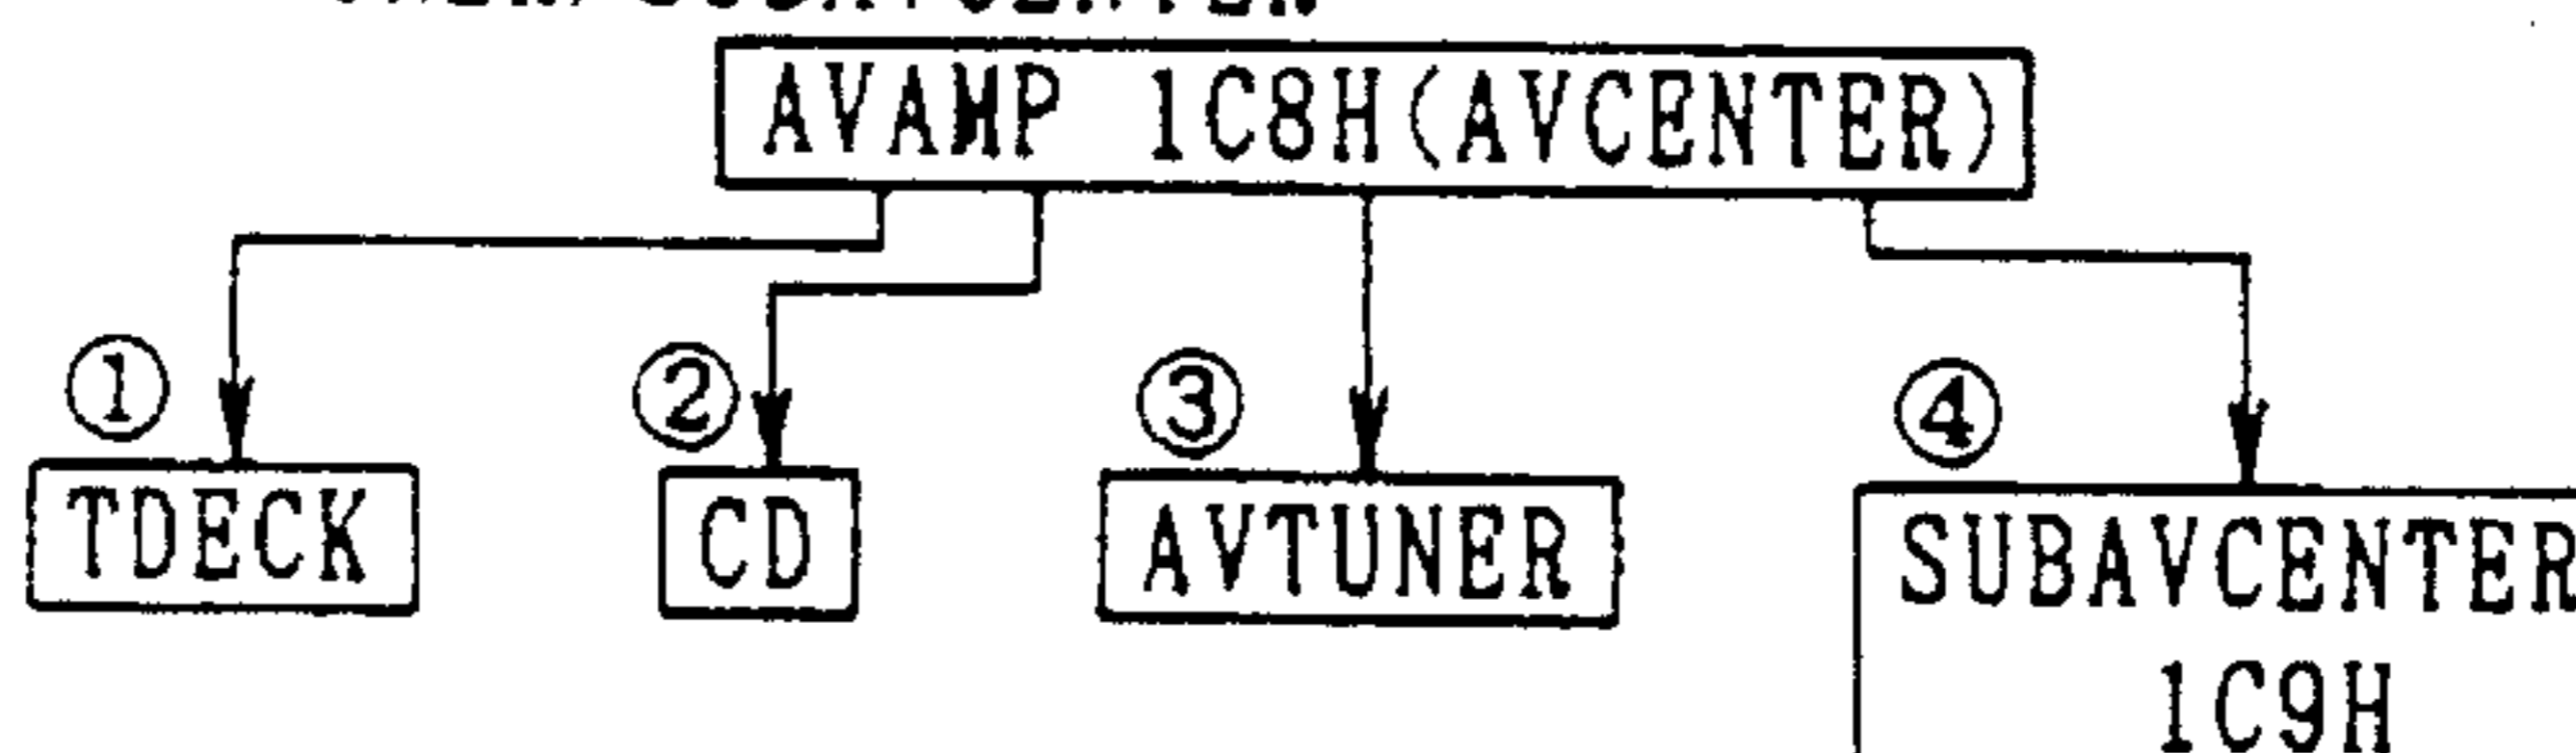 AVAMP 1C8H(AVCENTER)
① ② ③ ④
TDECK CD AVTUNER SUBAVCENTER
1C9H